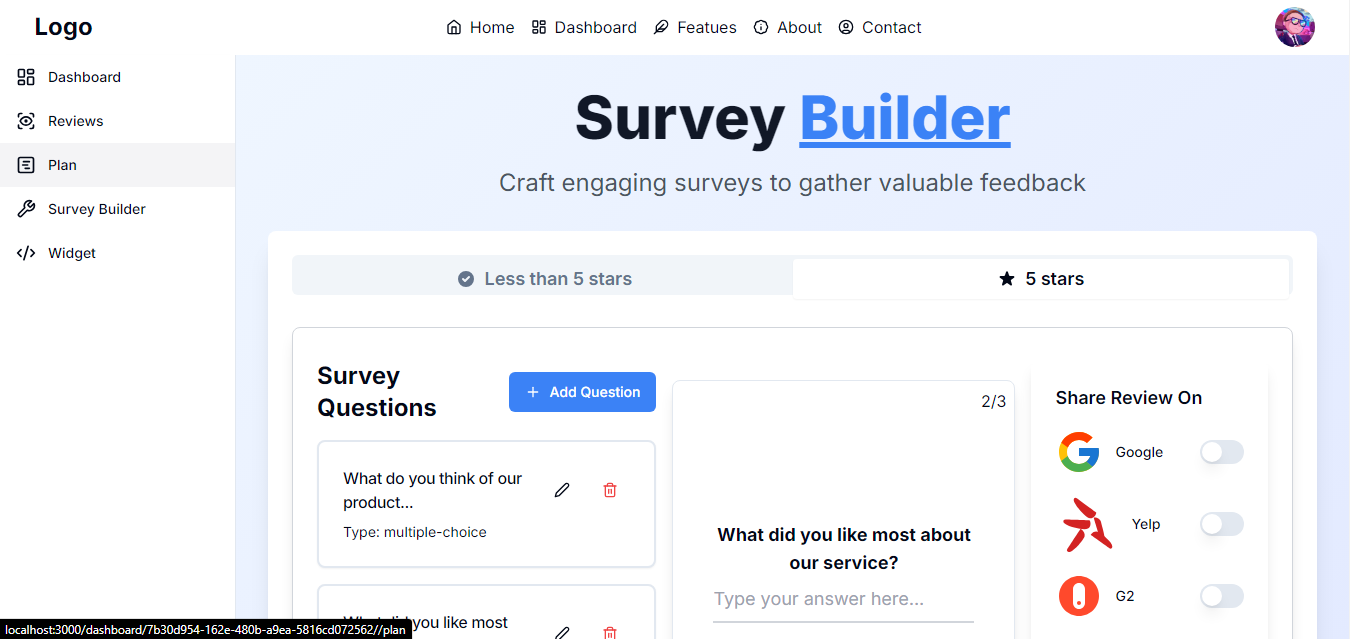 Logo
Home
Dashboard
Featues
About
Contact
Dashboard
Reviews
Plan
Survey Builder
Widget
Survey Builder
Craft engaging surveys to gather valuable feedback
Less than 5 stars
5 stars
Survey
Questions
Add Question
What do you think of our
product...
Type: multiple-choice
What did you like most
2/3
What did you like most about
our service?
Type your answer here...
Share Review On
Google
Yelp
G2
localhost:3000/dashboard/7b30d954-162e-480b-a9ea-5816cd072562//plan